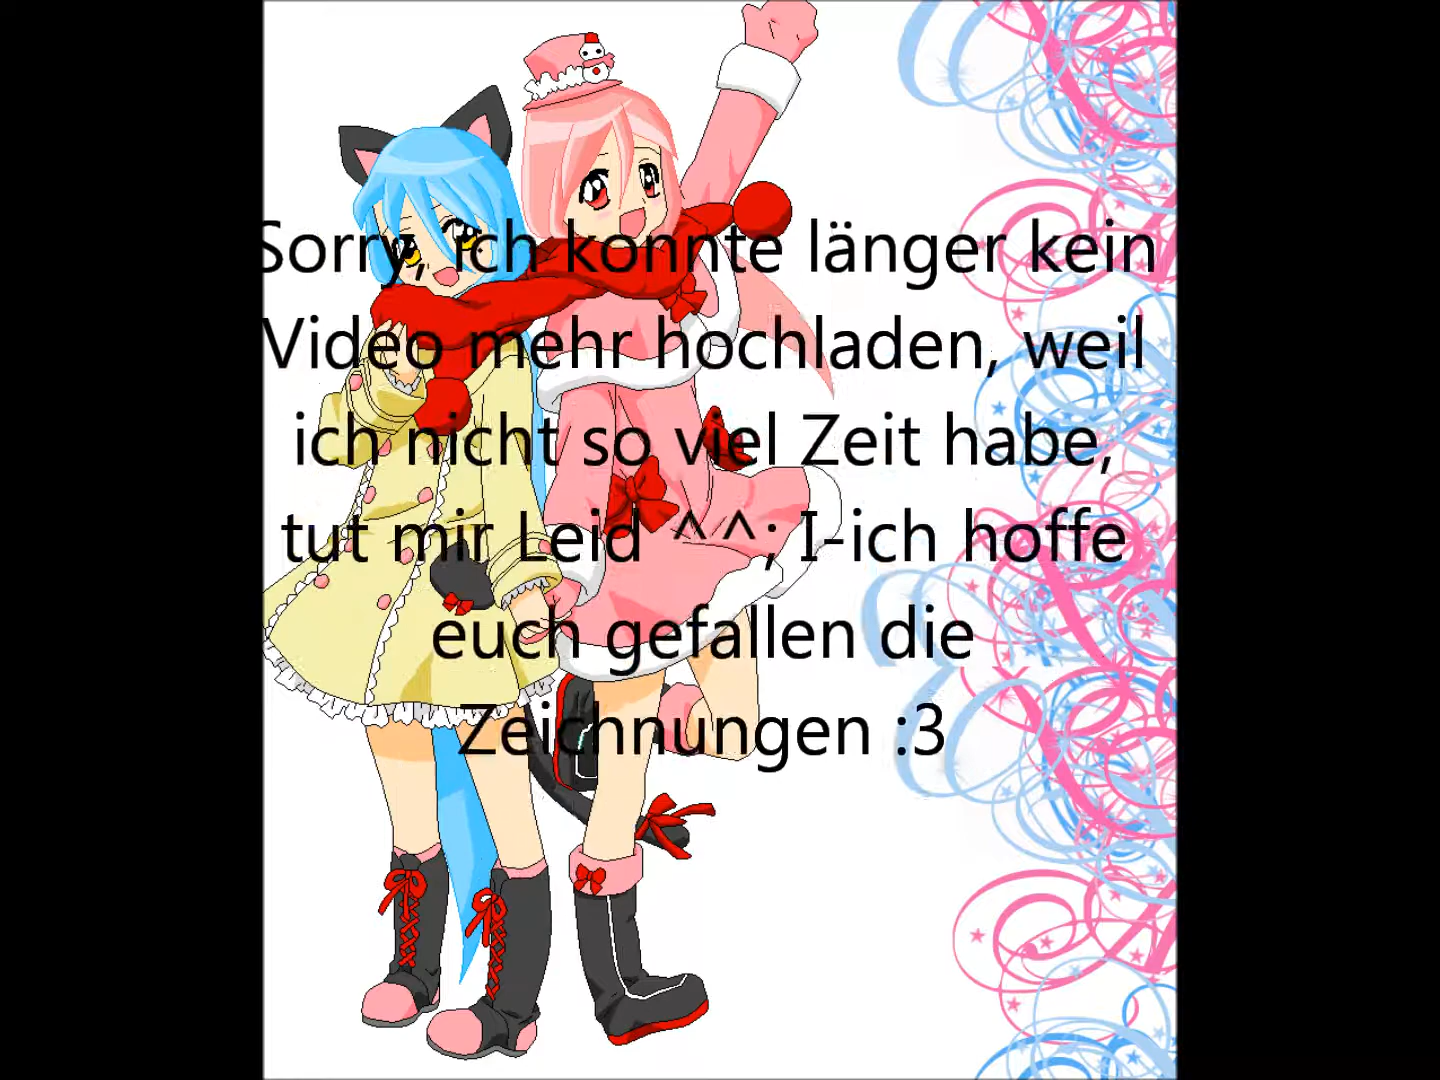 Sorry, ich konnte länger kein
Video mehr hochladen, weil
ich nicht so viel Zeit habe,
tut mir Leid ^^; I-ich hoffe
euch gefallen die
Zeichnungen :3